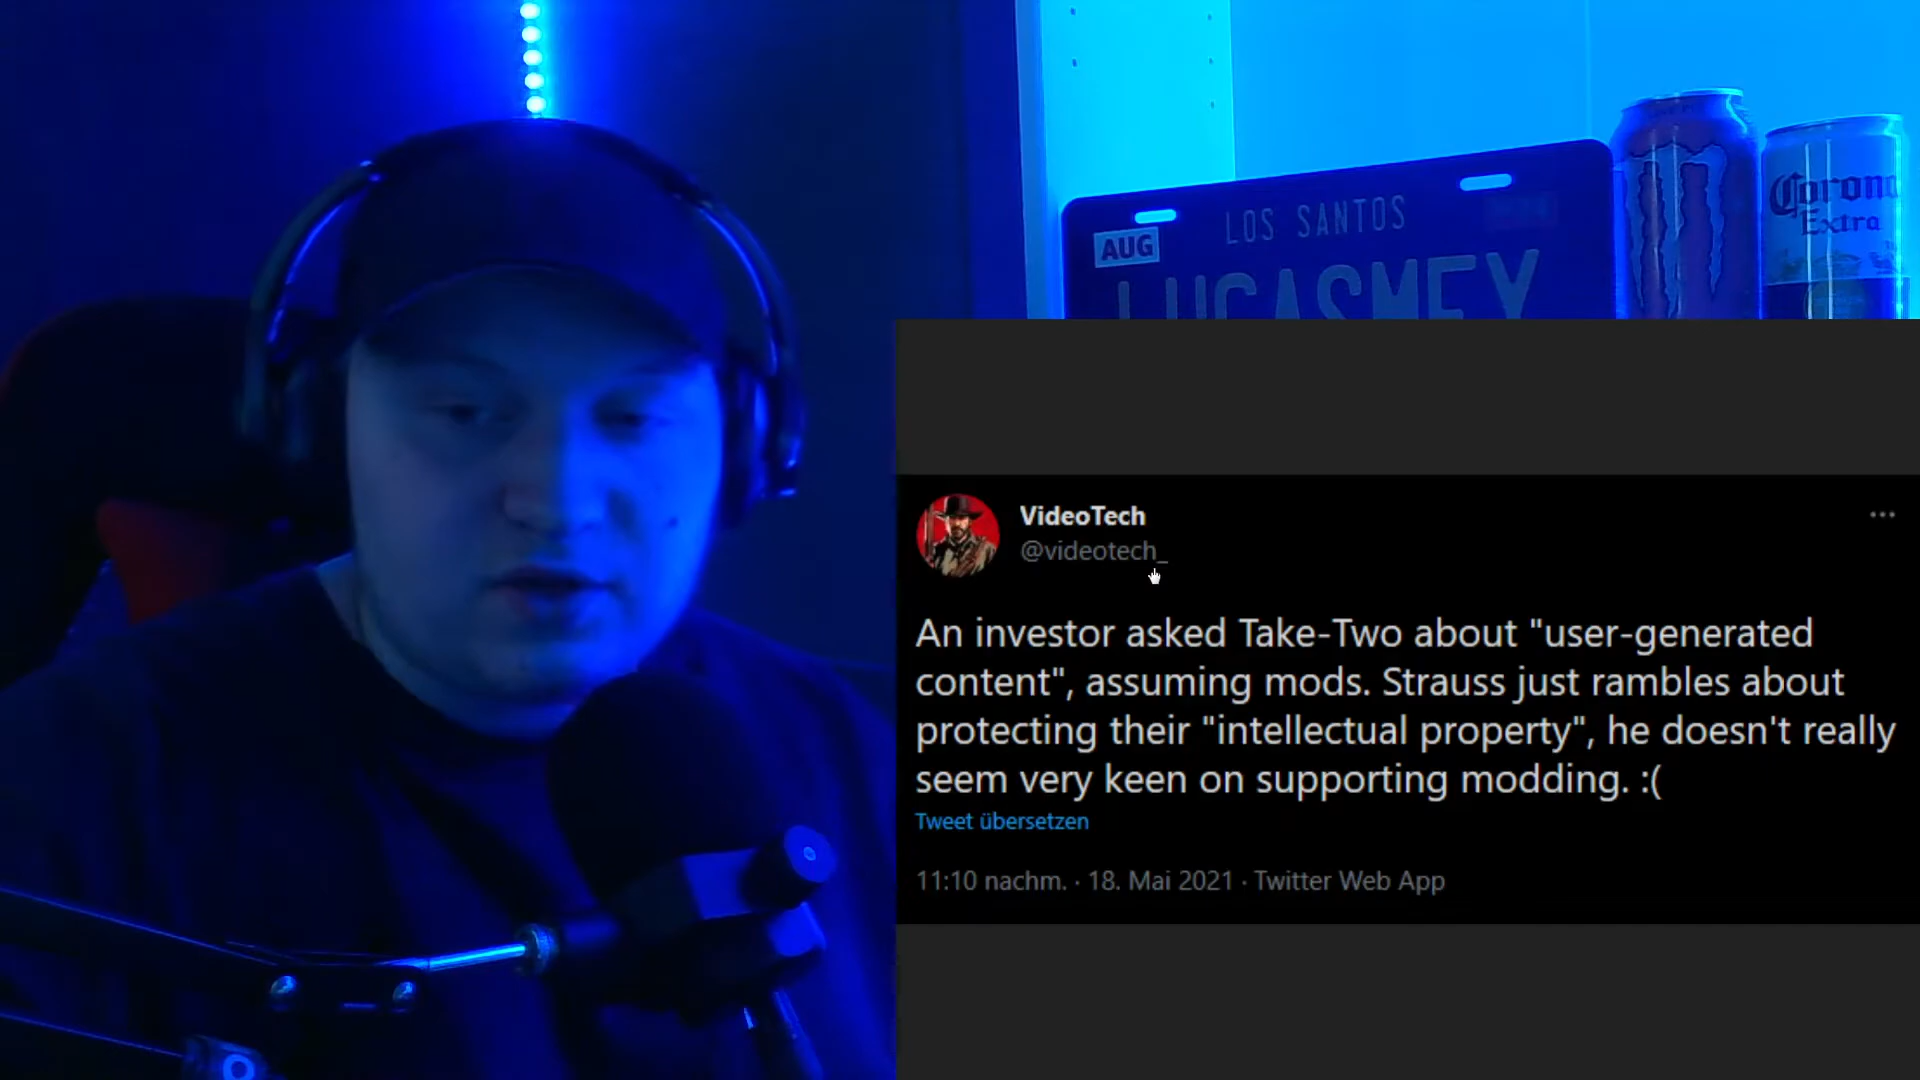 LOS SANTOS
AUG
LUCASMEY
Corona
Extra
VideoTech
@videotech_
An investor asked Take-Two about "user-generated
content", assuming mods. Strauss just rambles about
protecting their "intellectual property", he doesn't really
seem very keen on supporting modding. :(
Tweet übersetzen
11:10 nachm. · 18. Mai 2021 · Twitter Web App